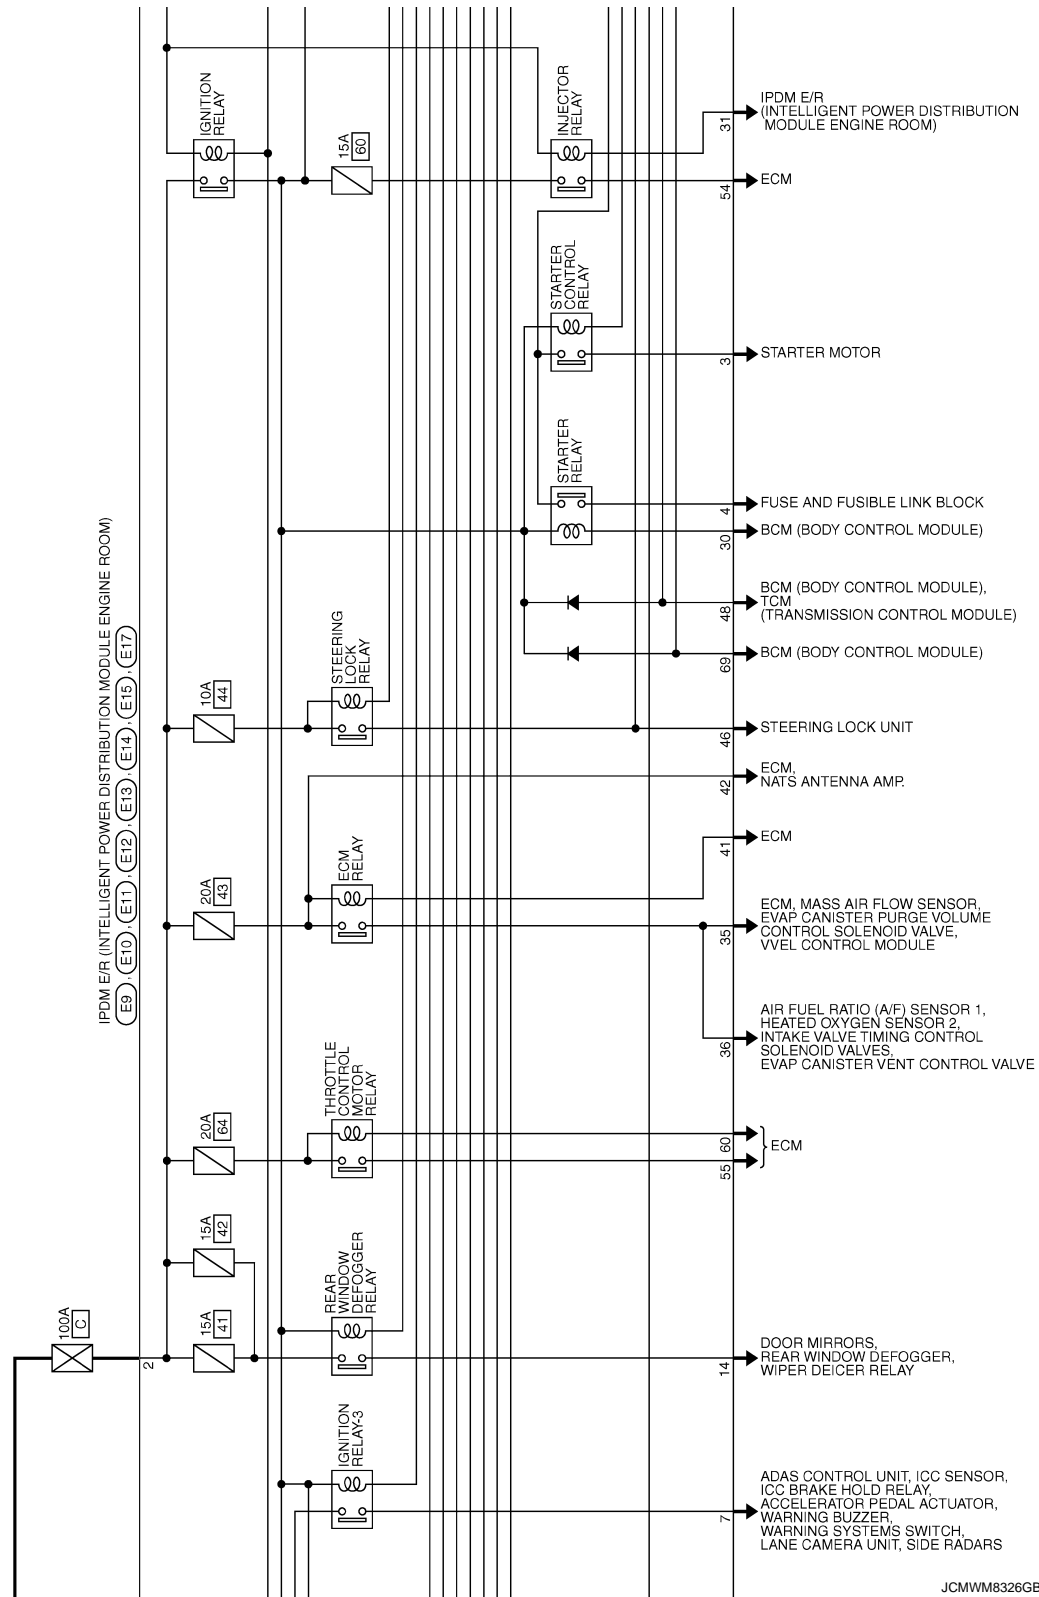 IGNITION
RELAY
15A
60
INJECTOR
RELAY
31
IPDM E/R
(INTELLIGENT POWER DISTRIBUTION
MODULE ENGINE ROOM)
54
ECM
STARTER
CONTROL
RELAY
3
STARTER MOTOR
STARTER
RELAY
4
FUSE AND FUSIBLE LINK BLOCK
30
BCM (BODY CONTROL MODULE)
48
BCM (BODY CONTROL MODULE),
TCM
(TRANSMISSION CONTROL MODULE)
69
BCM (BODY CONTROL MODULE)
IPDM E/R (INTELLIGENT POWER DISTRIBUTION MODULE ENGINE ROOM)
E9 , E10 , E11 , E12 , E13 , E14 , E15 , E17
10A
44
STEERING
LOCK
RELAY
46
STEERING LOCK UNIT
42
ECM,
NATS ANTENNA AMP.
20A
43
ECM
RELAY
41
ECM
35
ECM, MASS AIR FLOW SENSOR,
EVAP CANISTER PURGE VOLUME
CONTROL SOLENOID VALVE,
VVEL CONTROL MODULE
36
AIR FUEL RATIO (A/F) SENSOR 1,
HEATED OXYGEN SENSOR 2,
INTAKE VALVE TIMING CONTROL
SOLENOID VALVES,
EVAP CANISTER VENT CONTROL VALVE
20A
64
THROTTLE
CONTROL
MOTOR
RELAY
60
55
ECM
15A
42
100A
C
2
15A
41
REAR
WINDOW
DEFOGGER
RELAY
14
DOOR MIRRORS,
REAR WINDOW DEFOGGER,
WIPER DEICER RELAY
IGNITION
RELAY-3
7
ADAS CONTROL UNIT, ICC SENSOR,
ICC BRAKE HOLD RELAY,
ACCELERATOR PEDAL ACTUATOR,
WARNING BUZZER,
WARNING SYSTEMS SWITCH,
LANE CAMERA UNIT, SIDE RADARS
JCMWM8326GB